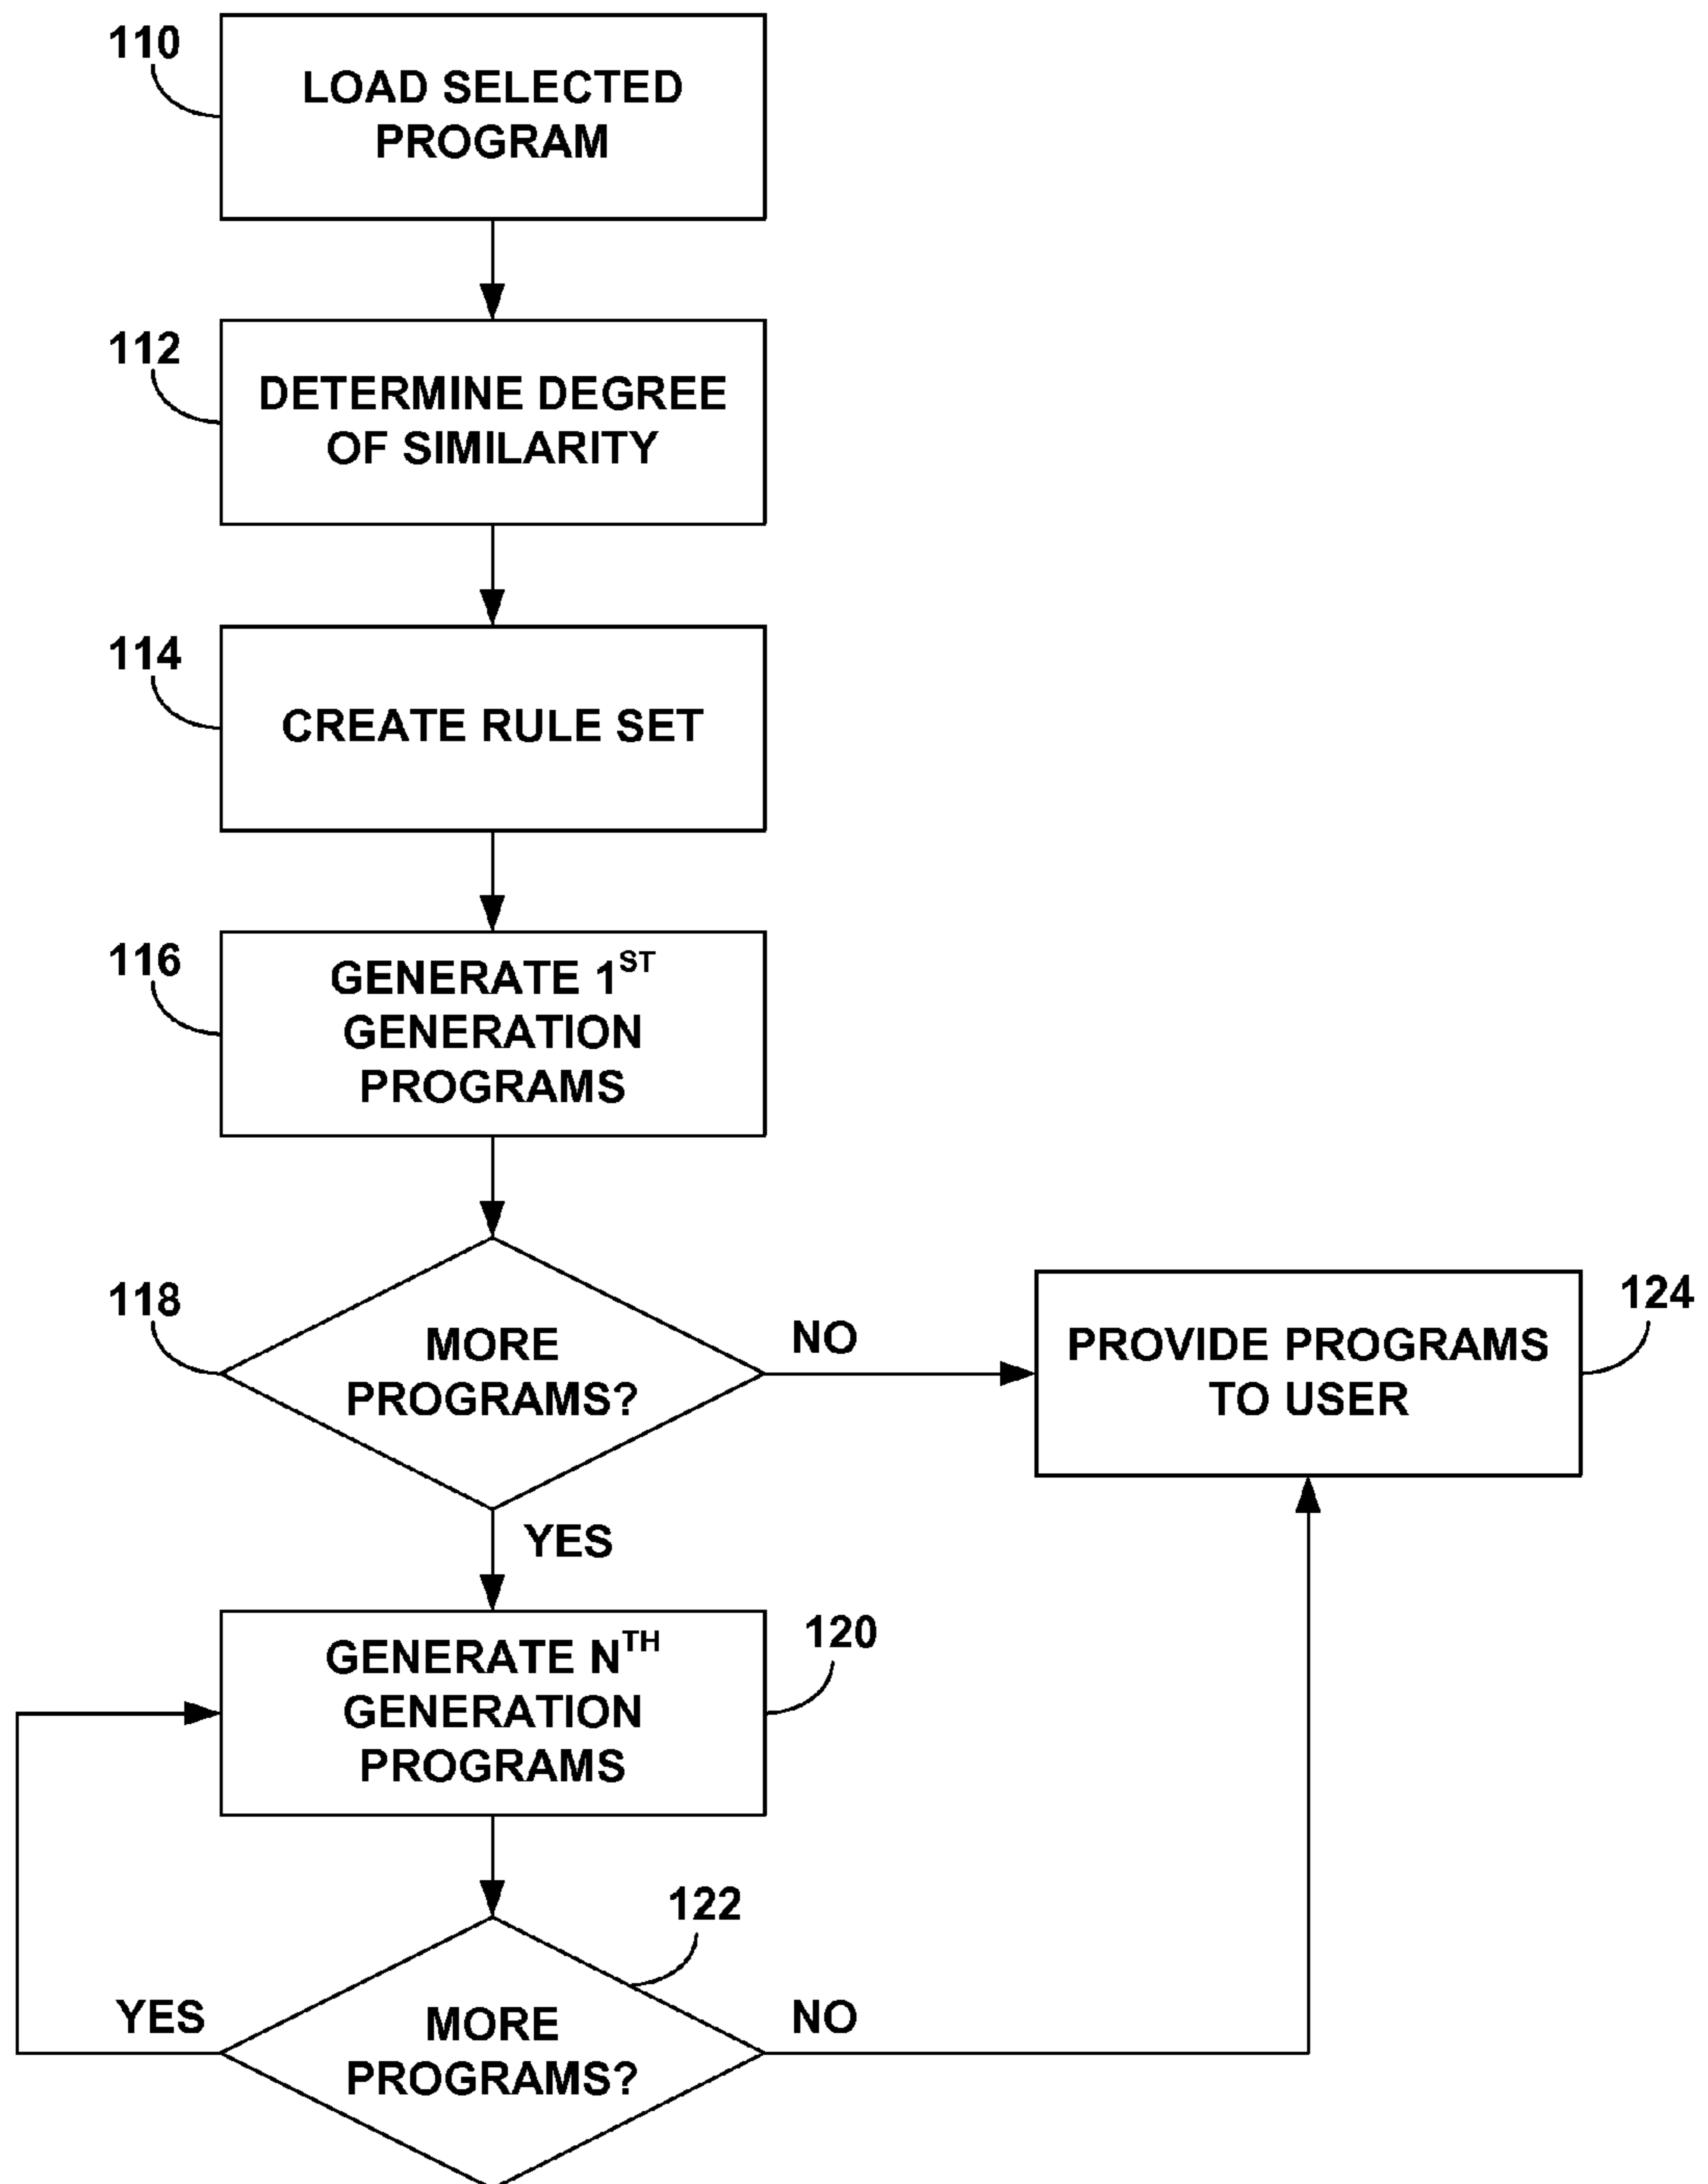 110
LOAD SELECTED
PROGRAM
112
DETERMINE DEGREE
OF SIMILARITY
114
CREATE RULE SET
116
GENERATE 1ST
GENERATION
PROGRAMS
118
MORE
PROGRAMS?
NO
PROVIDE PROGRAMS
TO USER
124
YES
GENERATE NTH
GENERATION
PROGRAMS
120
122
YES
MORE
PROGRAMS?
NO